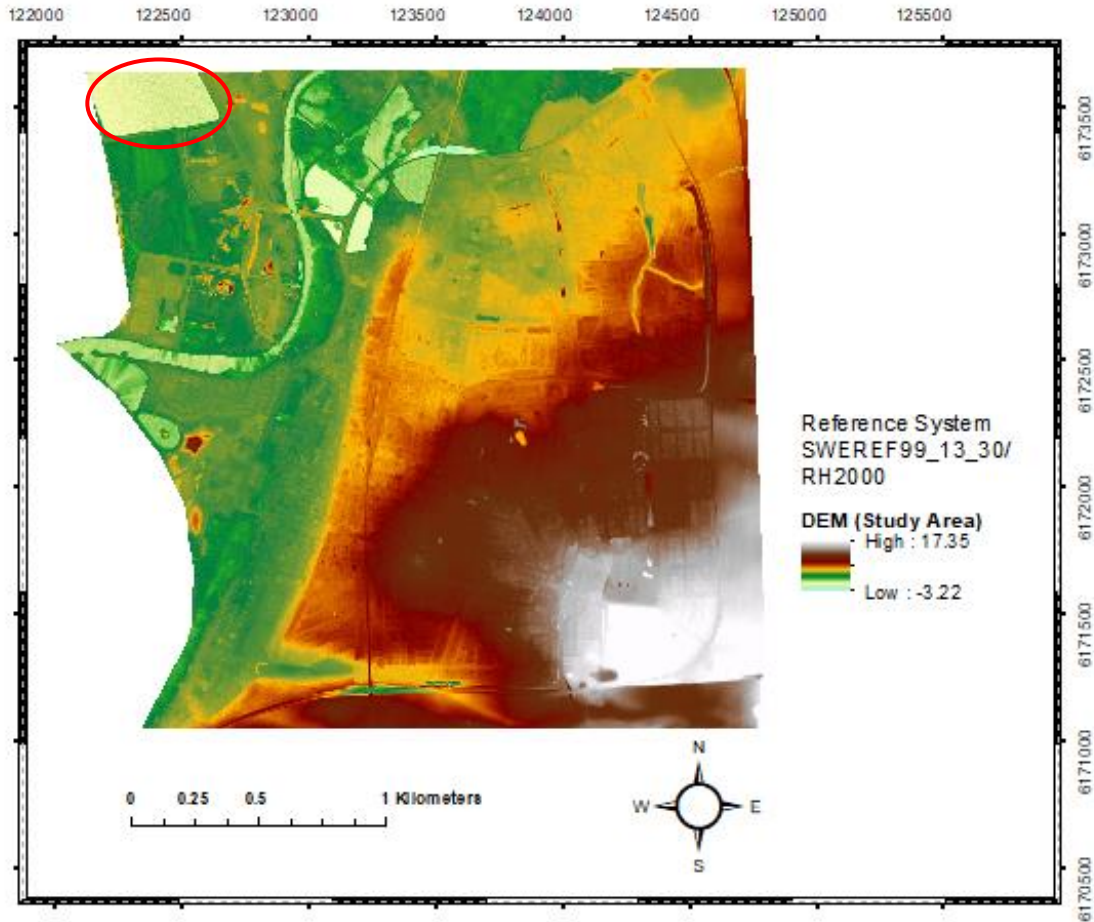 122000 122500 123000 123500 124000 124500 125000 125500
6173500
6173000
6172500
6172000
6171500
6171000
6170500
Reference System
SWEREF99_13_30/
RH2000
DEM (Study Area)
High : 17.35
Low : -3.22
N
W E
S
0 0.25 0.5 1 Kilometers